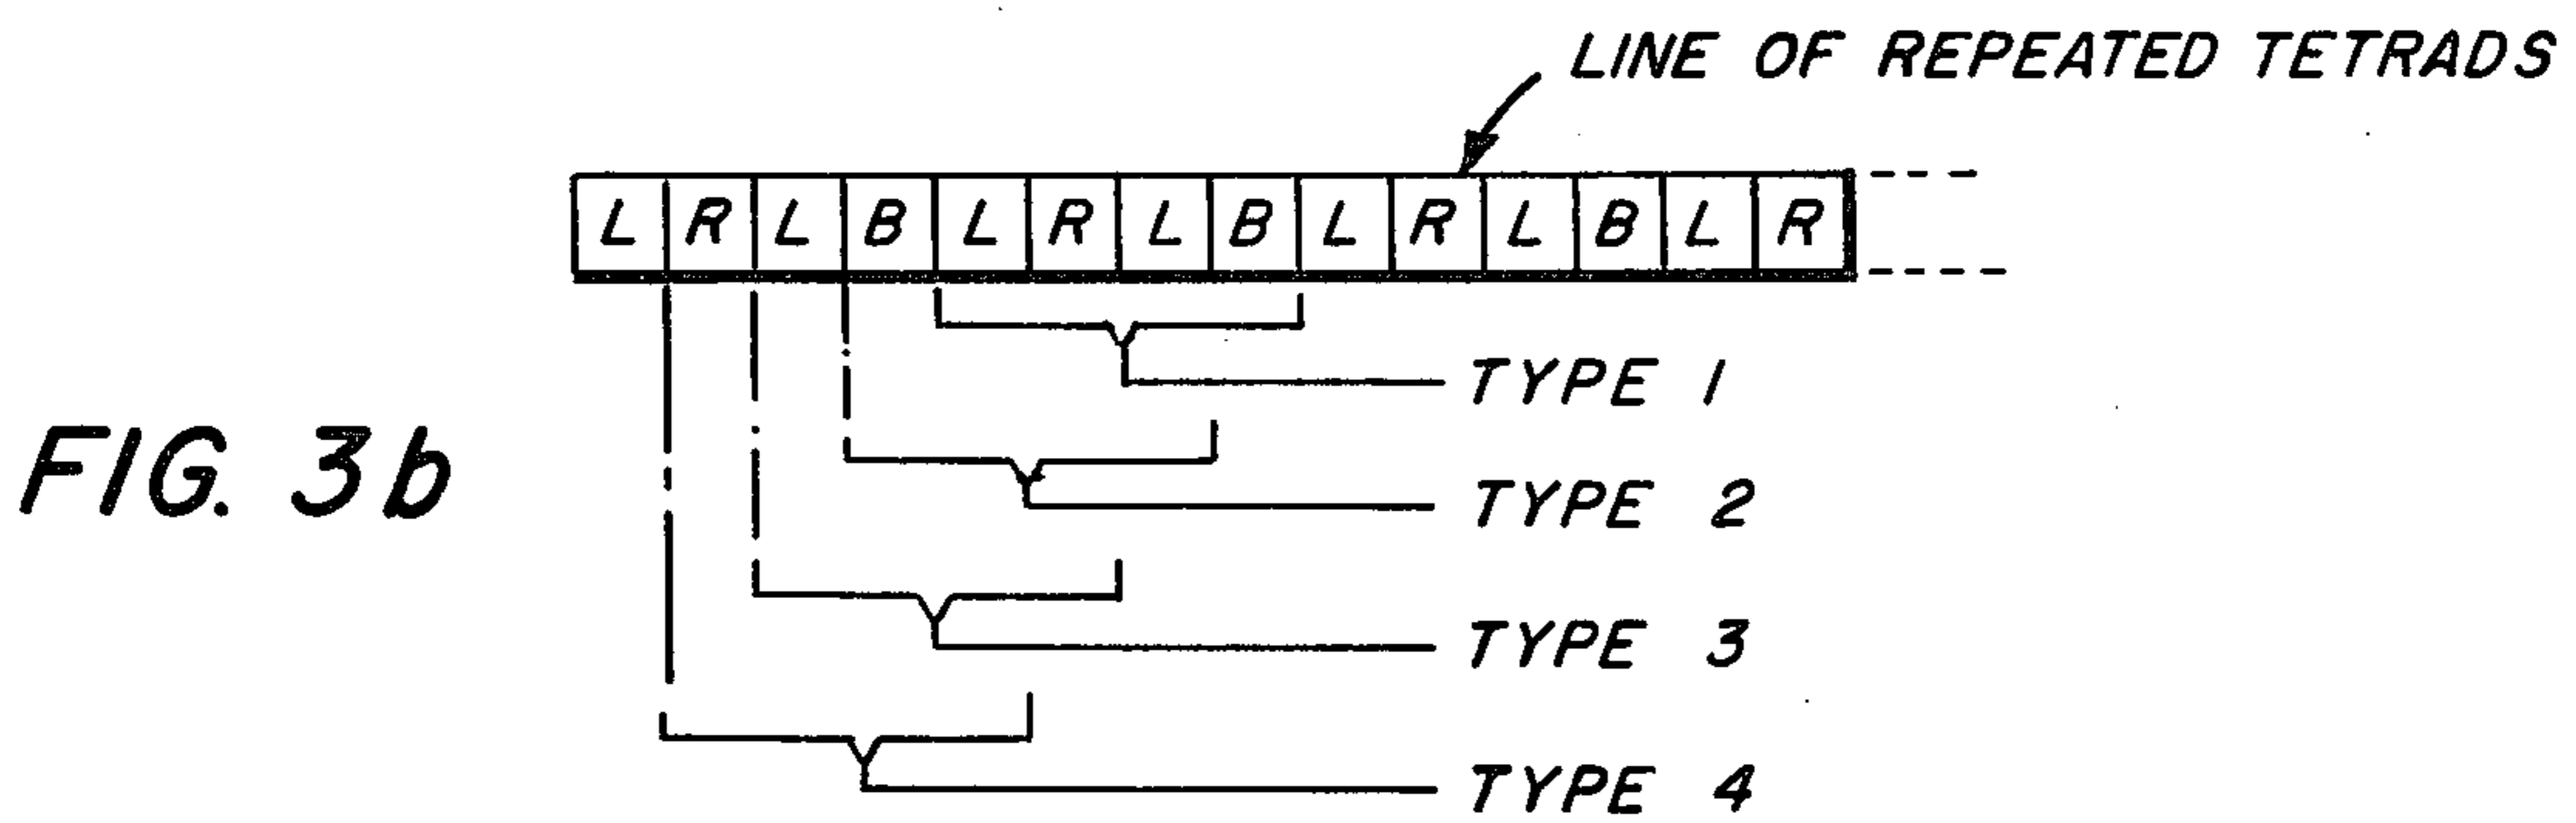 LINE OF REPEATED TETRADS
L R L B L R L B L R L B L R
TYPE 1
TYPE 2
FIG. 3b
TYPE 3
TYPE 4